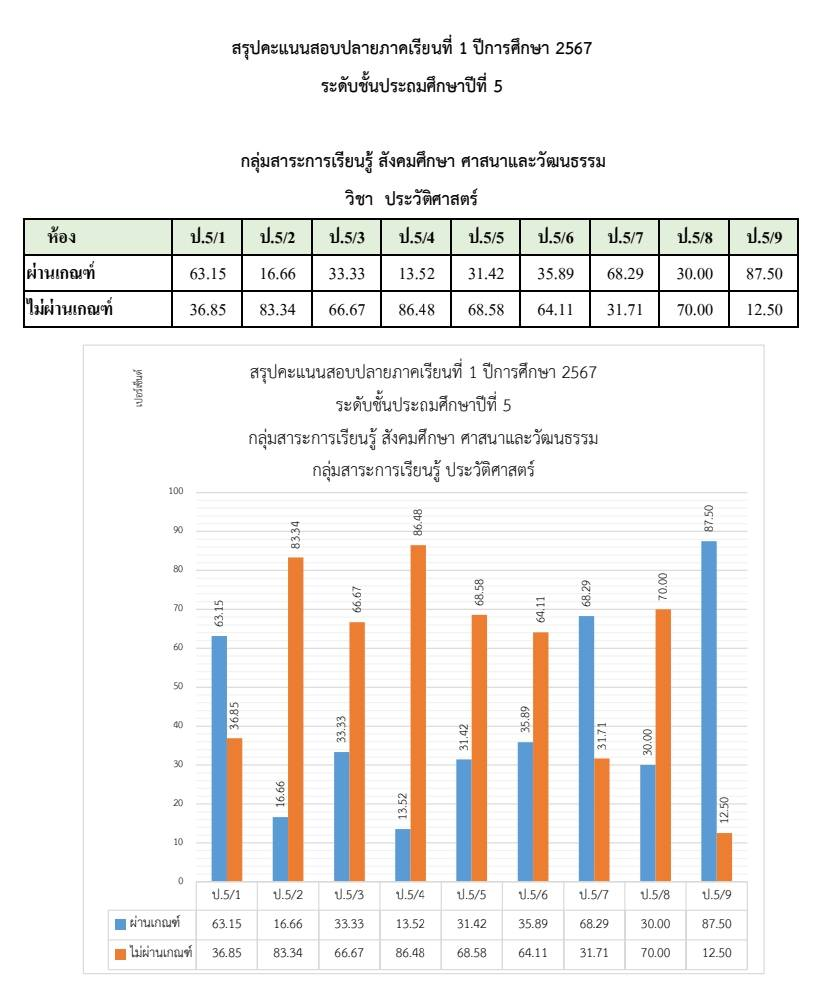 สรุปคะแนนสอบปลายภาคเรียนที่ 1 ปีการศึกษา 2567
ระดับชั้นประถมศึกษาปีที่ 5
กลุ่มสาระการเรียนรู้ สังคมศึกษา ศาสนาและวัฒนธรรม
วิชา ประวัติศาสตร์
ห้อง ป.5/1 ป.5/2 ป.5/3 ป.5/4 ป.5/5 ป.5/6 ป.5/7 ป.5/8 ป.5/9
ผ่านเกณฑ์ 63.15 16.66 33.33 13.52 31.42 35.89 68.29 30.00 87.50
ไม่ผ่านเกณฑ์ 36.85 83.34 66.67 86.48 68.58 64.11 31.71 70.00 12.50
เปอร์เซ็นต์
สรุปคะแนนสอบปลายภาคเรียนที่ 1 ปีการศึกษา 2567
ระดับชั้นประถมศึกษาปีที่ 5
กลุ่มสาระการเรียนรู้ สังคมศึกษา ศาสนาและวัฒนธรรม
กลุ่มสาระการเรียนรู้ ประวัติศาสตร์
100
90
80
70
60
50
40
30
20
10
0
63.15
36.85
16.66
83.34
33.33
66.67
13.52
86.48
31.42
68.58
35.89
64.11
68.29
31.71
30.00
70.00
87.50
12.50
ป.5/1 ป.5/2 ป.5/3 ป.5/4 ป.5/5 ป.5/6 ป.5/7 ป.5/8 ป.5/9
ผ่านเกณฑ์ 63.15 16.66 33.33 13.52 31.42 35.89 68.29 30.00 87.50
ไม่ผ่านเกณฑ์ 36.85 83.34 66.67 86.48 68.58 64.11 31.71 70.00 12.50